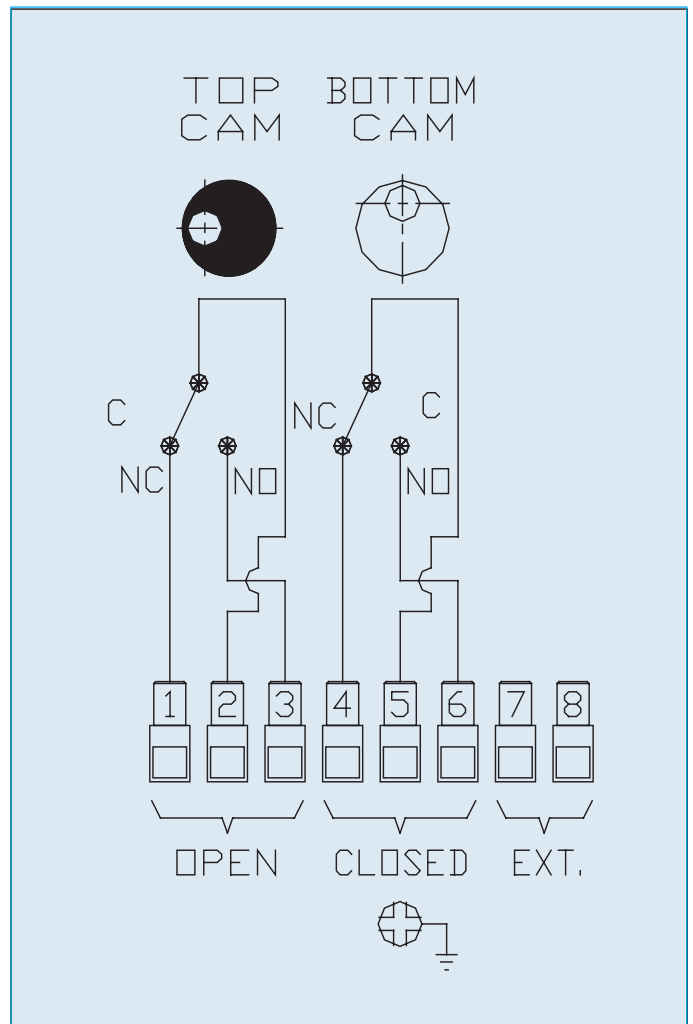 TOP BOTTOM
CAM CAM
C NC C
NC NO NO
1 2 3 4 5 6 7 8
OPEN CLOSED EXT.